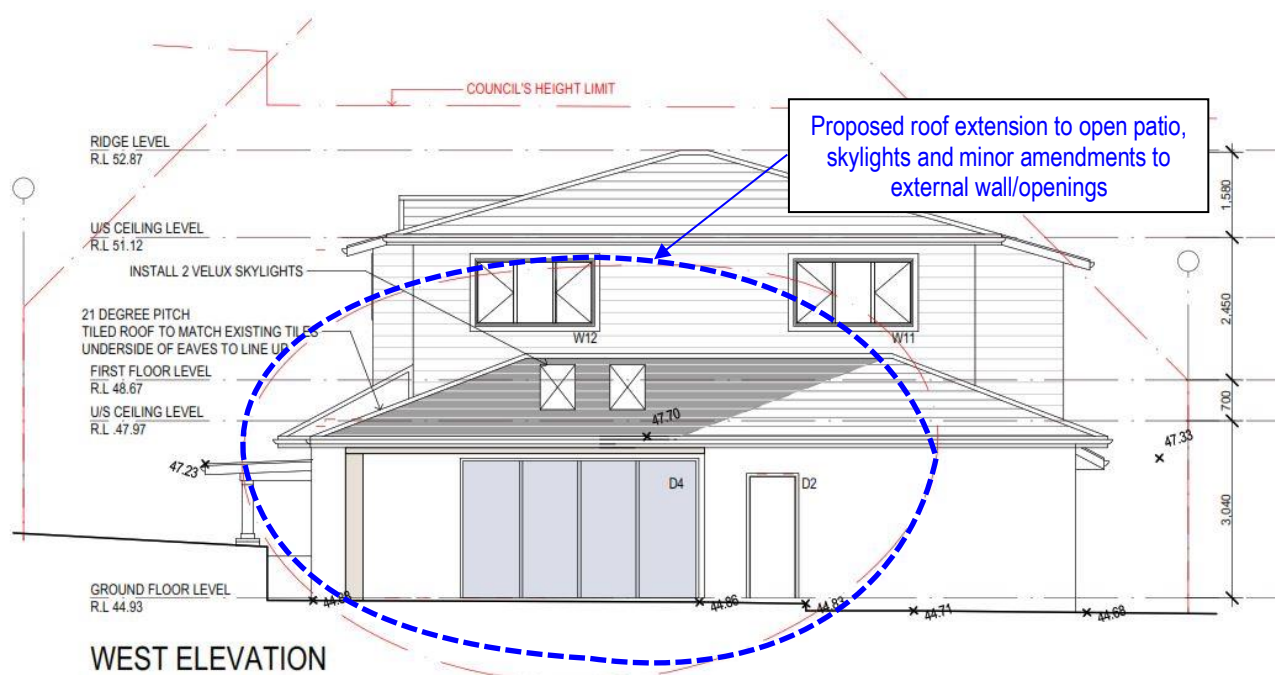 COUNCIL'S HEIGHT LIMIT
Proposed roof extension to open patio,
skylights and minor amendments to
external wall/openings
RIDGE LEVEL
R.L 52.87
1.580
U/S CEILING LEVEL
R.L 51.12
INSTALL 2 VELUX SKYLIGHTS
2.450
21 DEGREE PITCH
TILED ROOF TO MATCH EXISTING TILES
UNDERSIDE OF EAVES TO LINE UP
W12
W11
FIRST FLOOR LEVEL
R.L 48.67
700
U/S CEILING LEVEL
R.L .47.97
47.70
47.33
47.23
D4
D2
3.040
GROUND FLOOR LEVEL
R.L 44.93
44.86
44.83
44.71
44.68
WEST ELEVATION